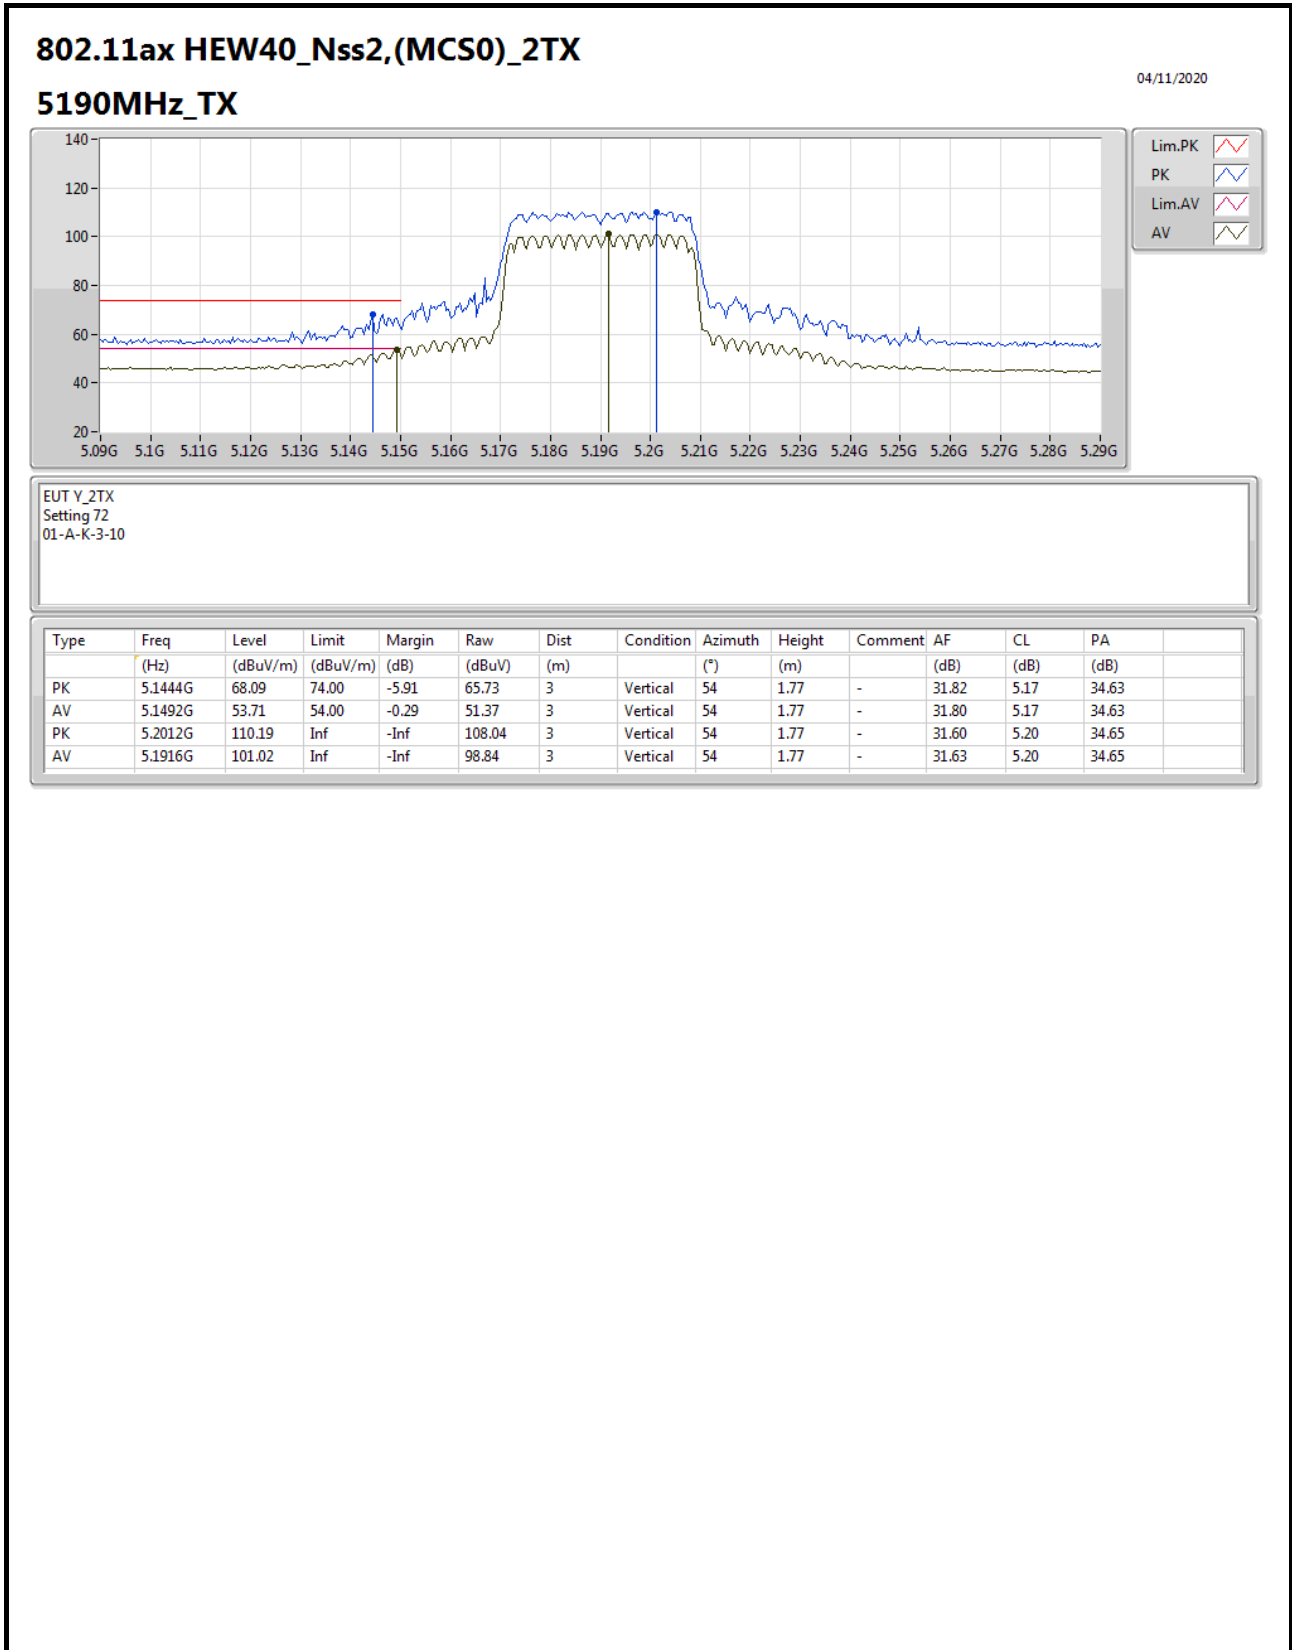 802.11ax HEW40_Nss2,(MCS0)_2TX
04/11/2020
5190MHz_TX
140
120
100
80
60
40
20
5.09G 5.1G 5.11G 5.12G 5.13G 5.14G 5.15G 5.16G 5.17G 5.18G 5.19G 5.2G 5.21G 5.22G 5.23G 5.24G 5.25G 5.26G 5.27G 5.28G 5.29G
Lim.PK
PK
Lim.AV
AV
EUT Y_2TX
Setting 72
01-A-K-3-10
Type Freq Level Limit Margin Raw Dist Condition Azimuth Height Comment AF CL PA
(Hz) (dBuV/m) (dBuV/m) (dB) (dBuV) (m) (°) (m) (dB) (dB) (dB)
PK 5.1444G 68.09 74.00 -5.91 65.73 3 Vertical 54 1.77 - 31.82 5.17 34.63
AV 5.1492G 53.71 54.00 -0.29 51.37 3 Vertical 54 1.77 - 31.80 5.17 34.63
PK 5.2012G 110.19 Inf -Inf 108.04 3 Vertical 54 1.77 - 31.60 5.20 34.65
AV 5.1916G 101.02 Inf -Inf 98.84 3 Vertical 54 1.77 - 31.63 5.20 34.65